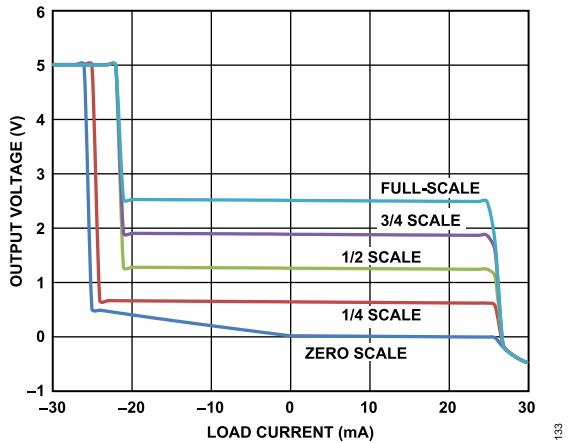 6
5
4
3
2
1
0
–1
OUTPUT VOLTAGE (V)
FULL-SCALE
3/4 SCALE
1/2 SCALE
1/4 SCALE
ZERO SCALE
–30
–20
–10
0
10
20
30
LOAD CURRENT (mA)
133